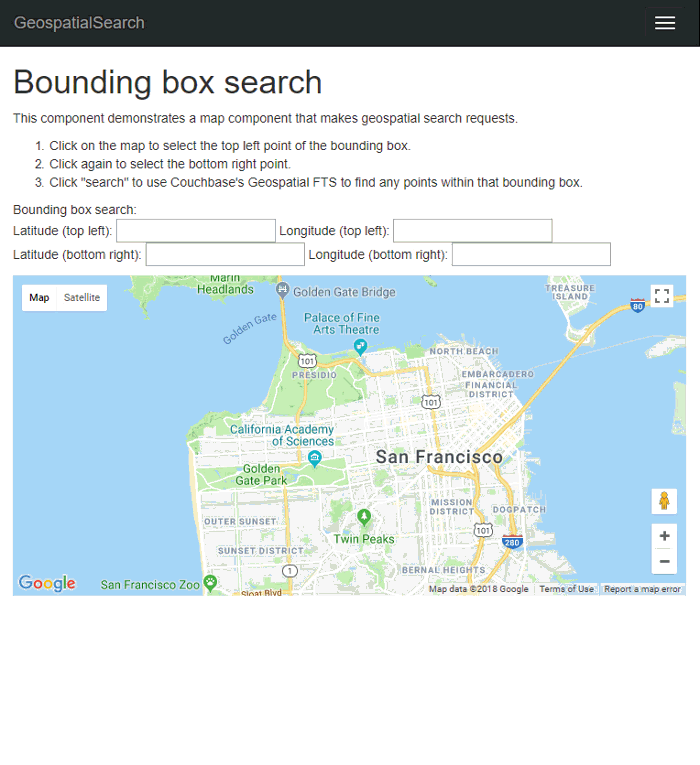 GeospatialSearch
Bounding box search
This component demonstrates a map component that makes geospatial search requests.
1. Click on the map to select the top left point of the bounding box.
2. Click again to select the bottom right point.
3. Click "search" to use Couchbase's Geospatial FTS to find any points within that bounding box.
Bounding box search:
Latitude (top left): Longitude (top left):
Latitude (bottom right): Longitude (bottom right):
Map Satellite
Marin
Headlands
Golden Gate Bridge
TREASURE
ISLAND
80
Golden Gate
Palace of Fine
Arts Theatre
NORTH BEACH
101
PRESIDIO
EMBARCADERO
FINANCIAL
DISTRICT
101
California Academy
of Sciences
San Francisco
Golden
Gate Park
MISSION
DISTRICT
DOGPATCH
OUTER SUNSET
101
Twin Peaks
280
SUNSET DISTRICT
1
BERNAL HEIGHTS
Google
San Francisco Zoo
Sloat Blvd
Map data ©2018 Google Terms of Use Report a map error